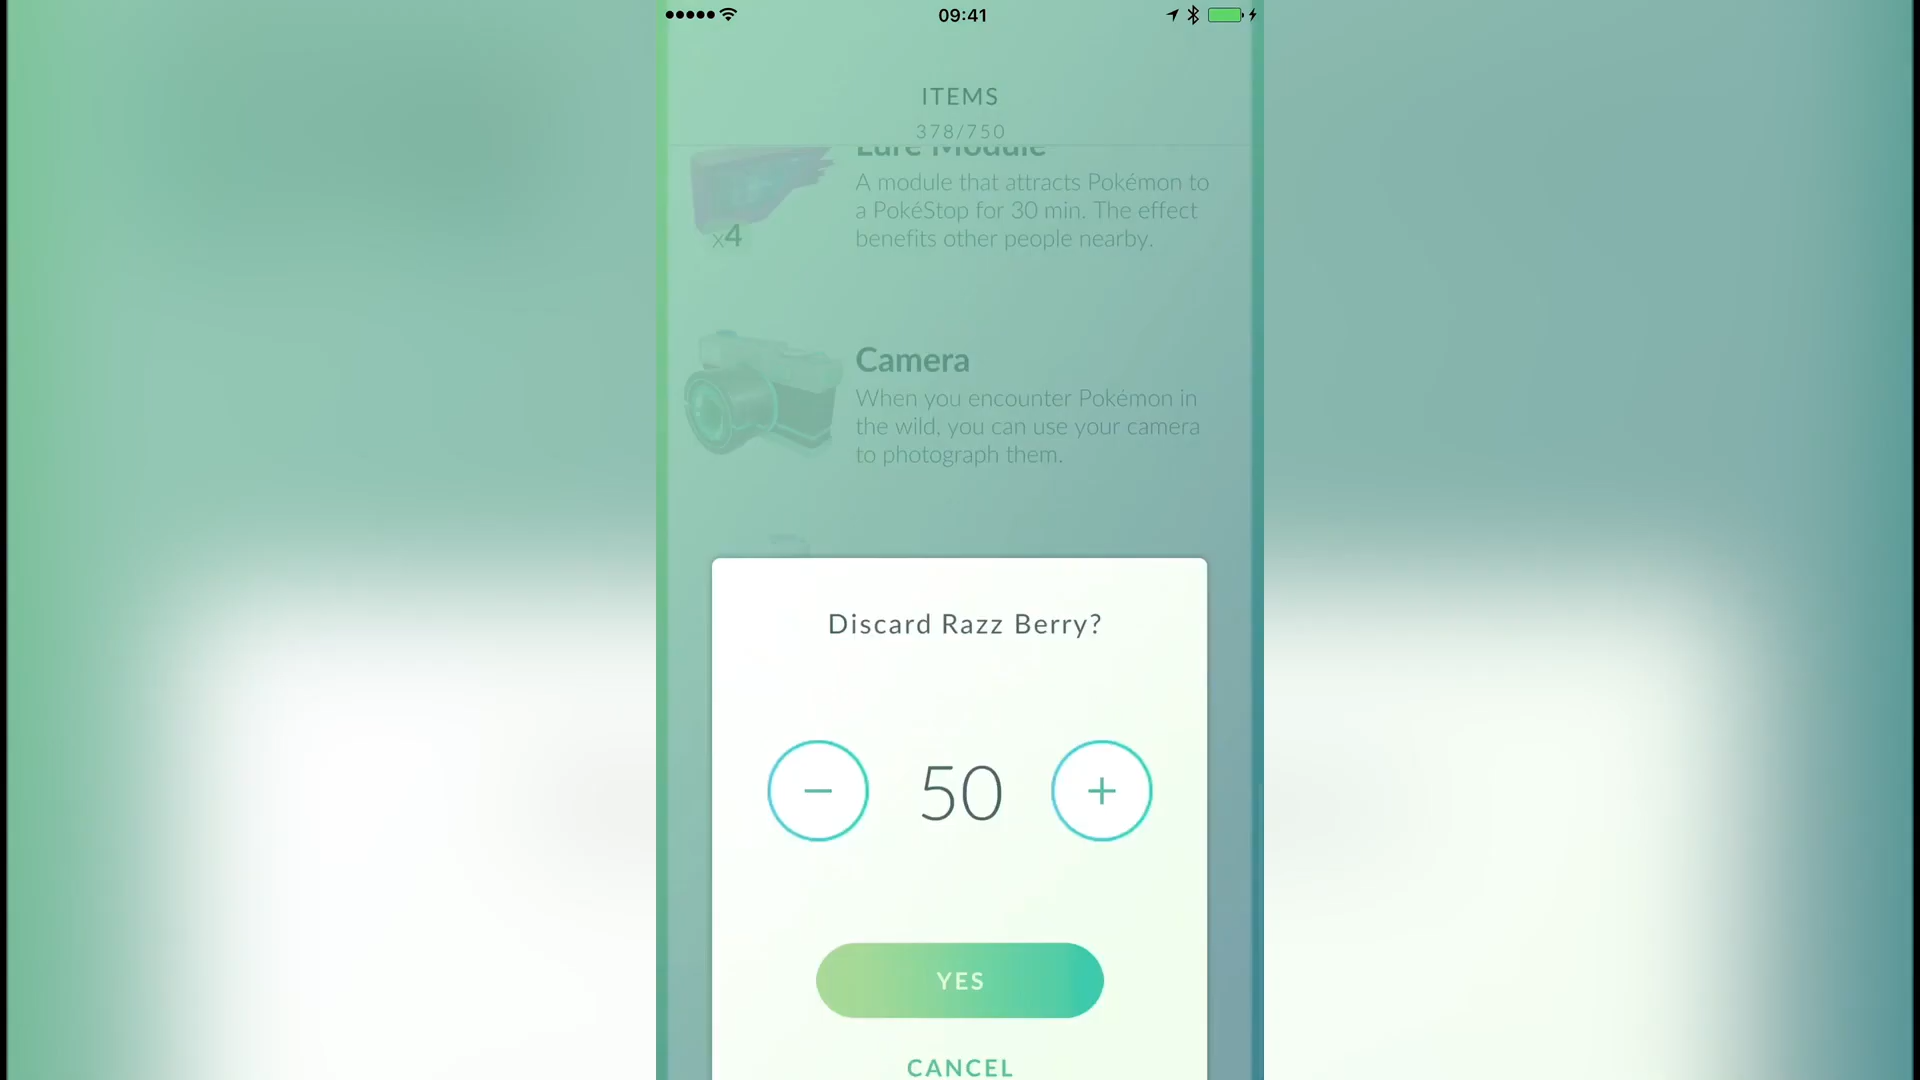 09:41
ITEMS
378/750
Lure Module
A module that attracts Pokémon to
a PokéStop for 30 min. The effect
benefits other people nearby.
x4
Camera
When you encounter Pokémon in
the wild, you can use your camera
to photograph them.
Discard Razz Berry?
− 50 +
YES
CANCEL